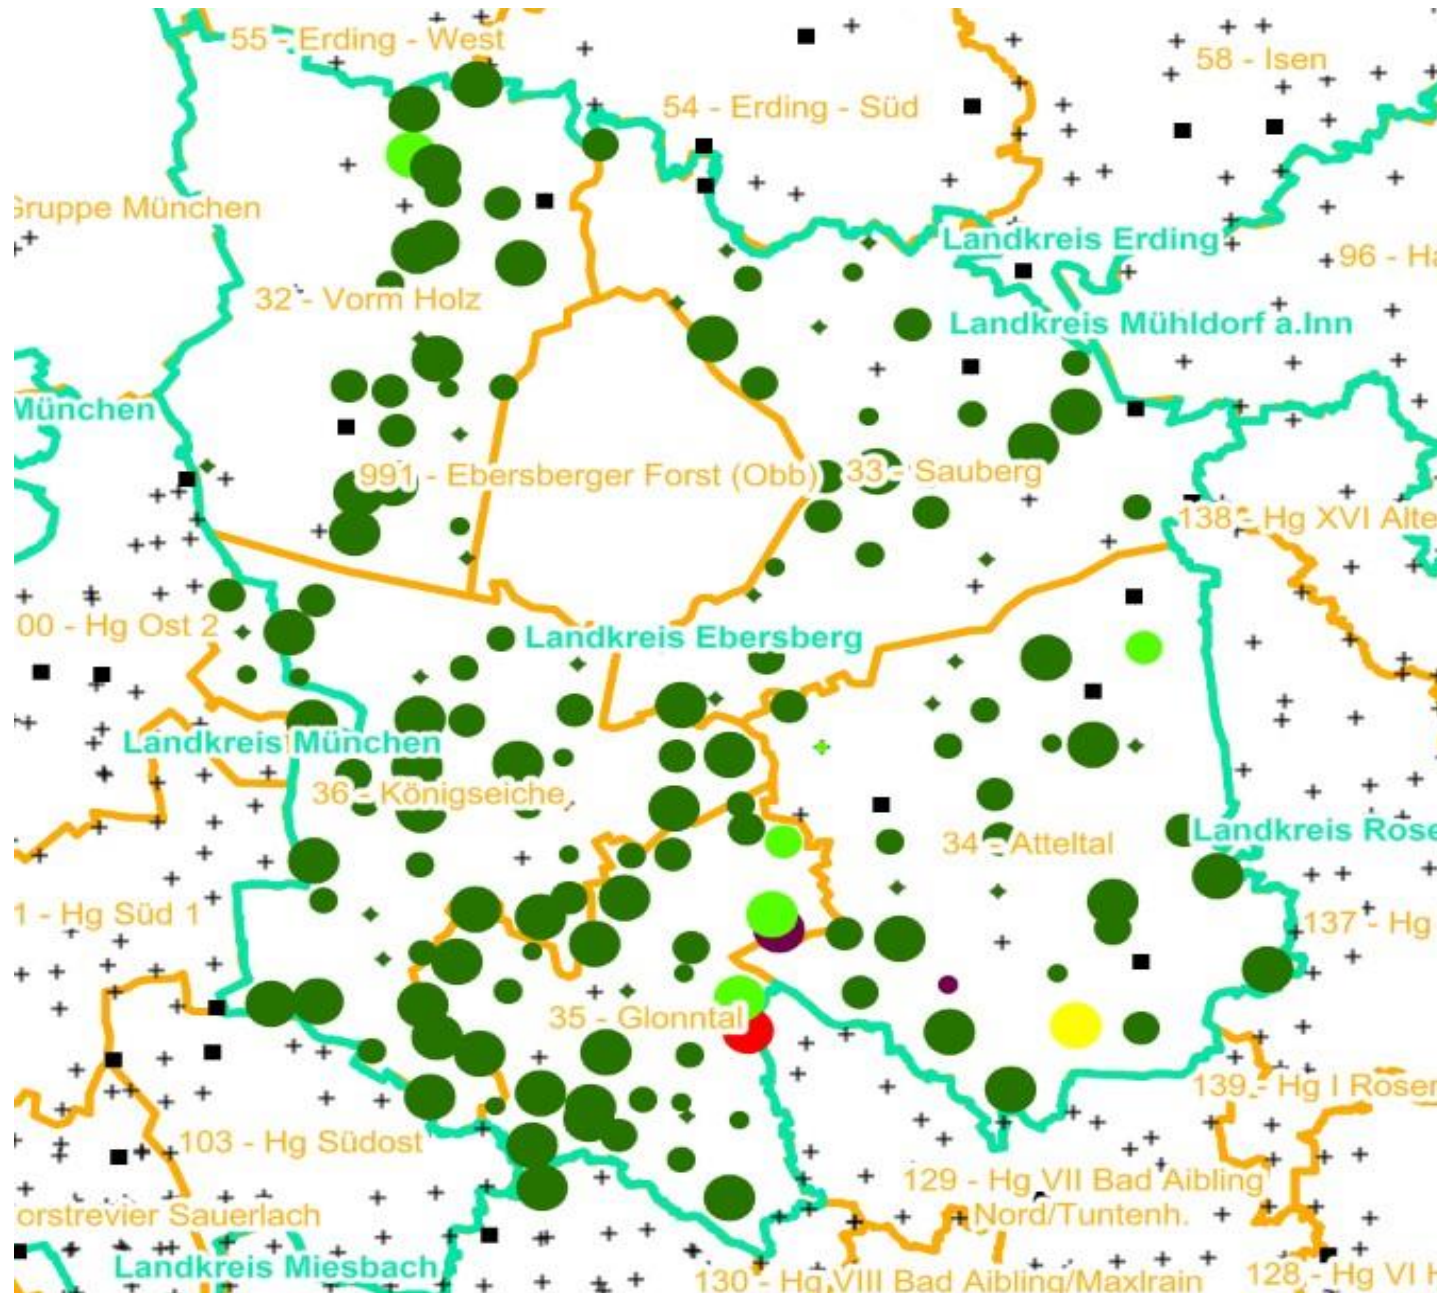 55 - Erding - West
58 - Isen
54 - Erding - Süd
Gruppe München
Landkreis Erding
96 - Ha
32 - Vorm Holz
Landkreis Mühldorf a.Inn
München
991 - Ebersberger Forst (Obb)
33 - Sauberg
138 - Hg XVI Alte
00 - Hg Ost 2
Landkreis Ebersberg
Landkreis München
36 - Königseiche
Landkreis Rose
34 - Atteltal
1 - Hg Süd 1
137 - Hg
35 - Glonntal
139 - Hg I Rosen
103 - Hg Südost
129 - Hg VII Bad Aibling
Nord/Tuntenh.
orstrevier Sauerlach
Landkreis Miesbach
130 - Hg VIII Bad Aibling/Maxlrain
128 - Hg VI H